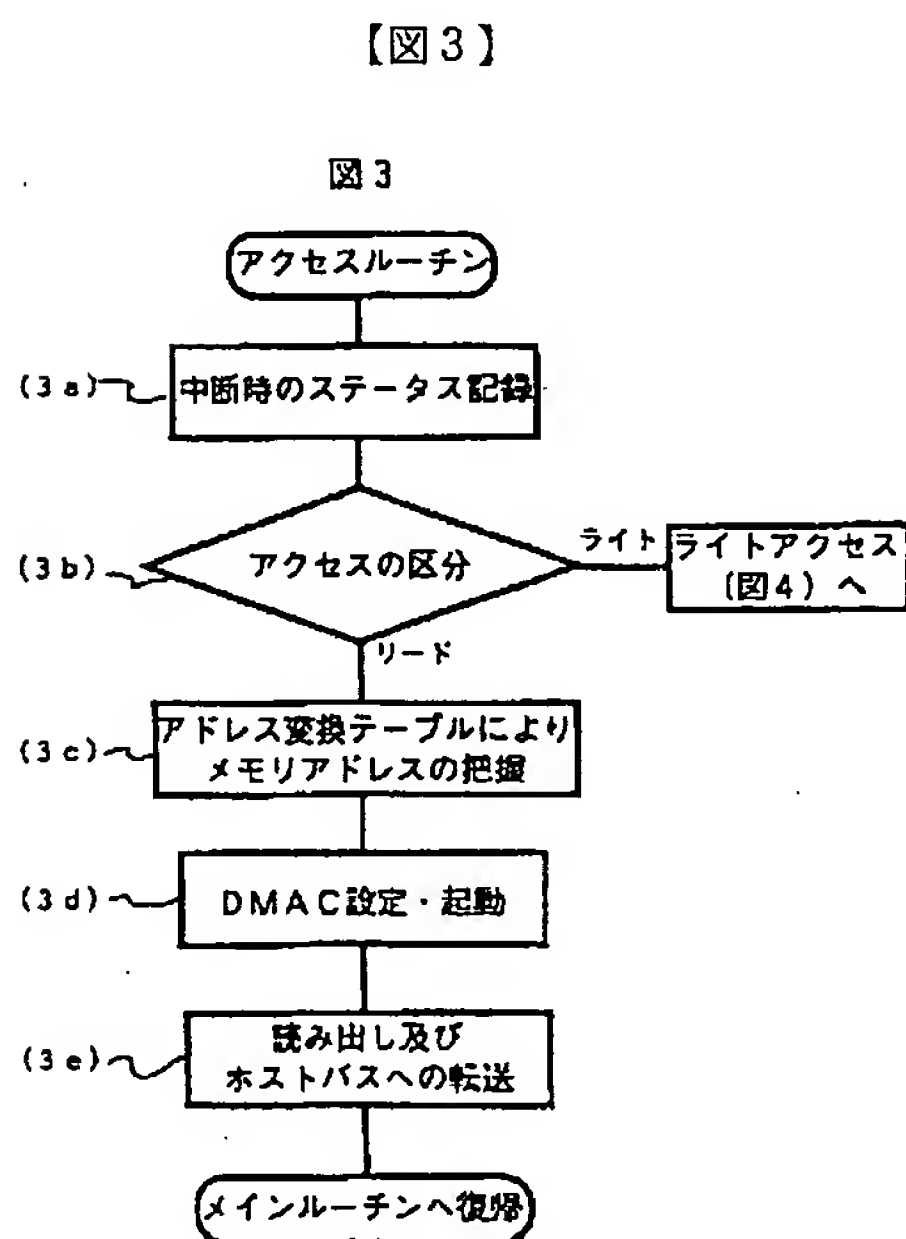 【図3】
図3
アクセスルーチン
(3a)
中断時のステータス記録
(3b)
アクセスの区分
ライト
ライトアクセス
(図4)へ
リード
(3c)
アドレス変換テーブルにより
メモリアドレスの把握
(3d)
DMAC設定・起動
(3e)
読み出し及び
ホストバスへの転送
メインルーチンへ復帰